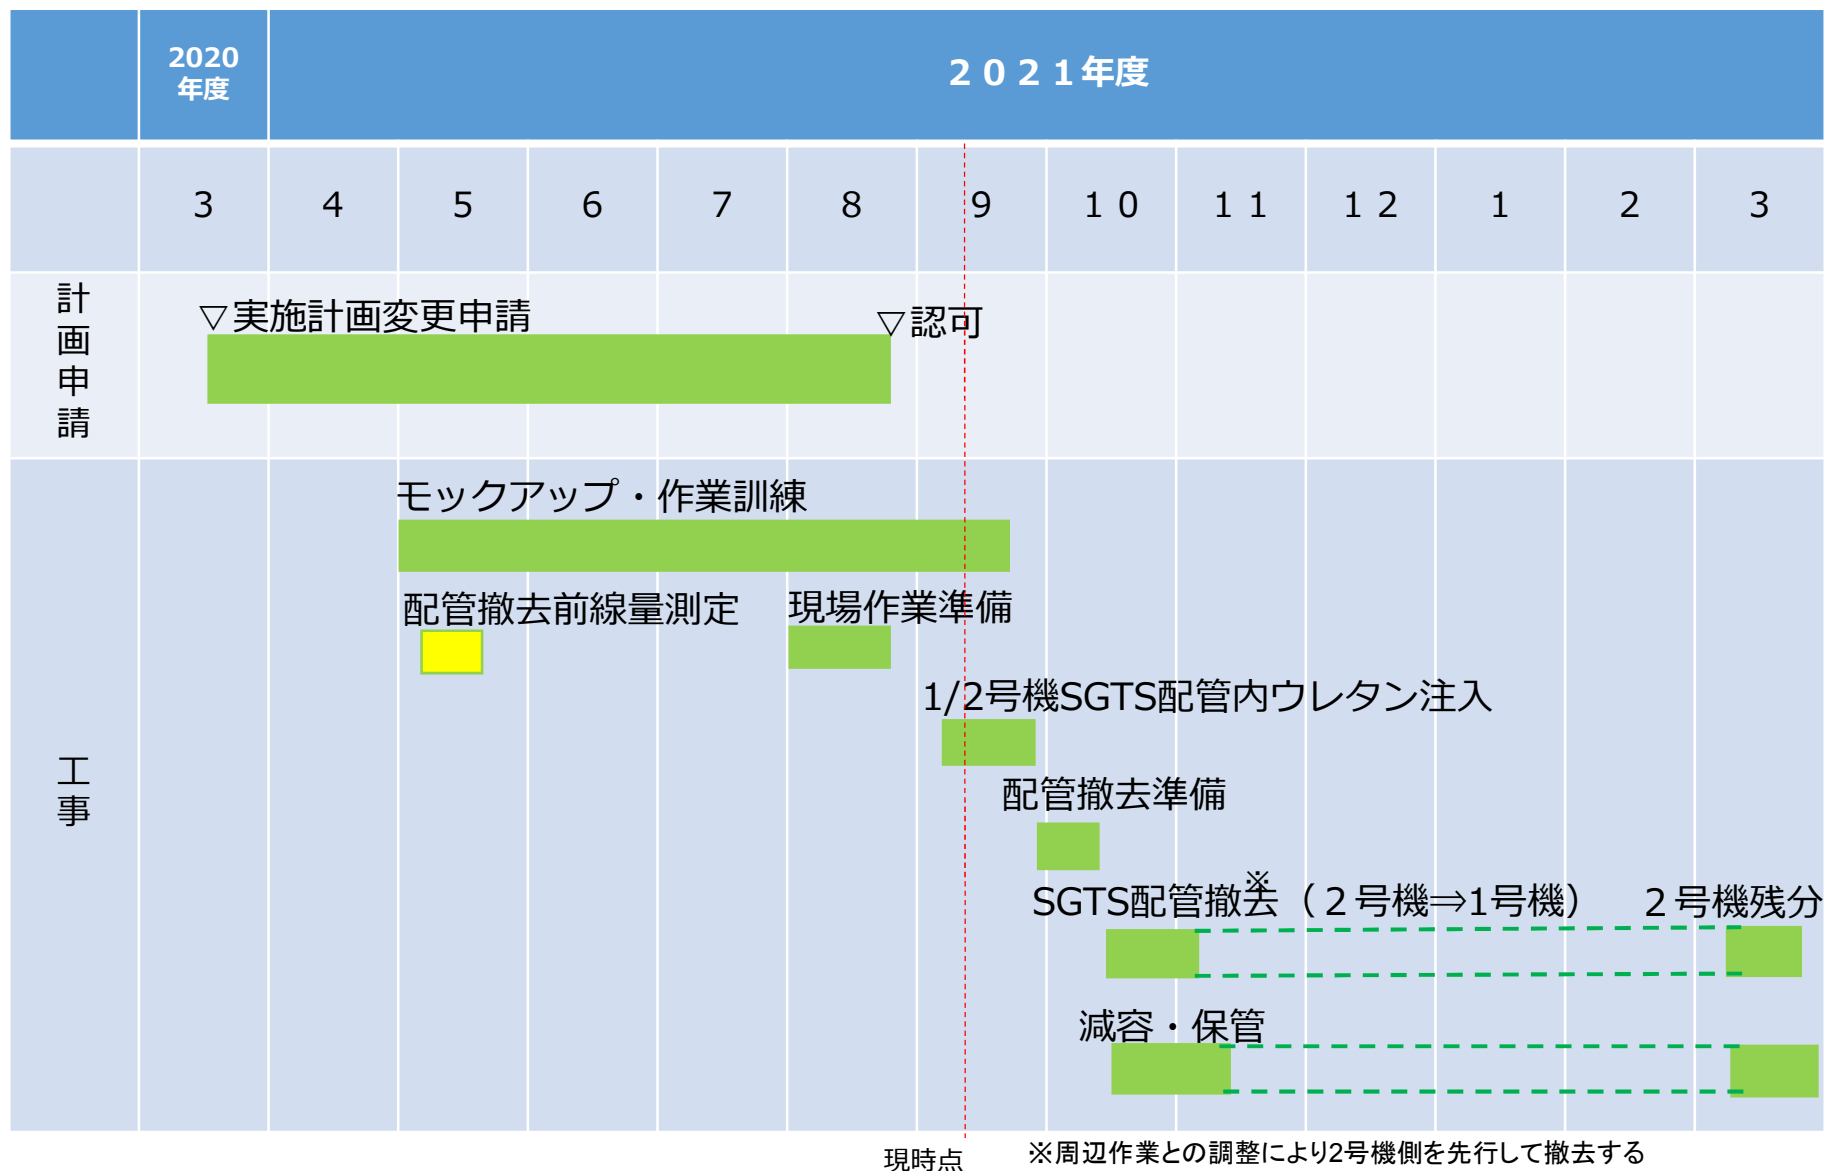 2020
年度
２０２１年度
3
4
5
6
7
8
9
１０
１１
１２
1
2
3
計画申請
▽実施計画変更申請
▽認可
工事
モックアップ・作業訓練
配管撤去前線量測定
現場作業準備
1/2号機SGTS配管内ウレタン注入
配管撤去準備
※
SGTS配管撤去（２号機⇒1号機）
２号機残分
減容・保管
現時点
※周辺作業との調整により2号機側を先行して撤去する